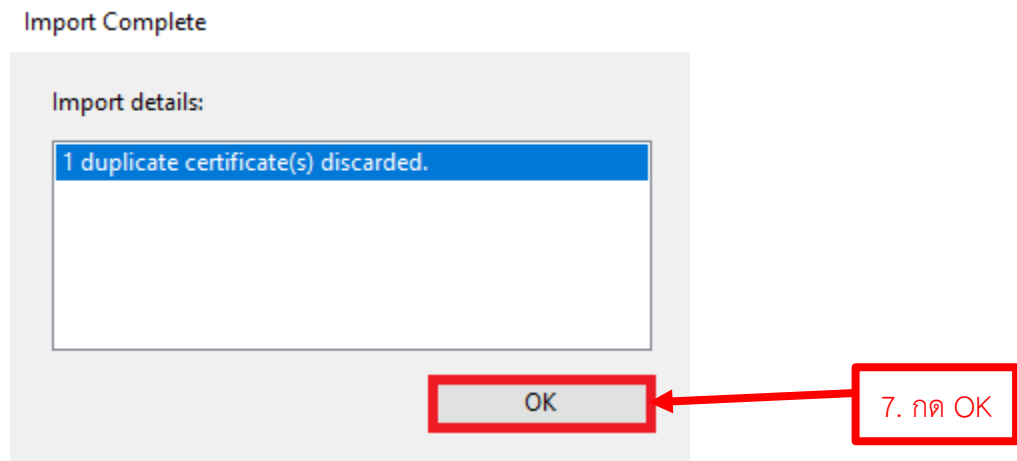 Import Complete
Import details:
1 duplicate certificate(s) discarded.
OK
7. กด OK